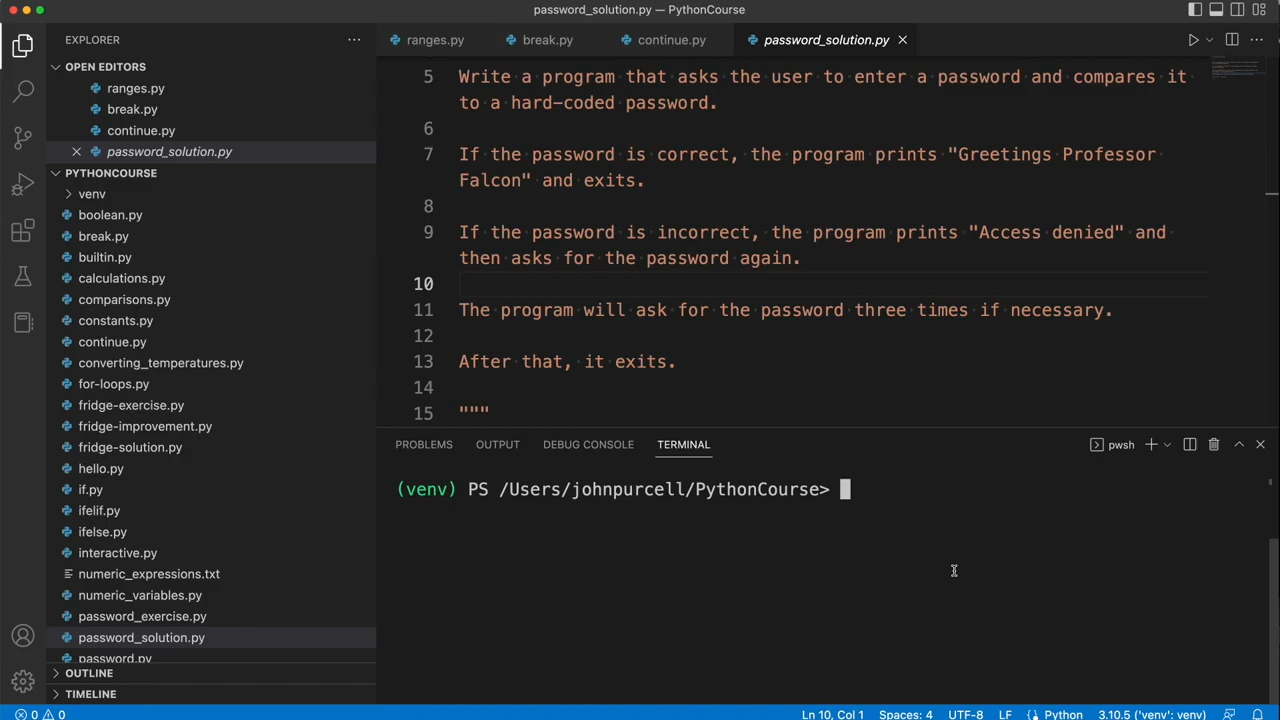 password_solution.py — PythonCourse
EXPLORER
ranges.py
break.py
continue.py
password_solution.py
OPEN EDITORS
ranges.py
break.py
continue.py
password_solution.py
PYTHONCOURSE
venv
boolean.py
break.py
builtin.py
calculations.py
comparisons.py
constants.py
continue.py
converting_temperatures.py
for-loops.py
fridge-exercise.py
fridge-improvement.py
fridge-solution.py
hello.py
if.py
ifelif.py
ifelse.py
interactive.py
numeric_expressions.txt
numeric_variables.py
password_exercise.py
password_solution.py
password.py
OUTLINE
TIMELINE
5 Write a program that asks the user to enter a password and compares it
to a hard-coded password.
6
7 If the password is correct, the program prints "Greetings Professor
Falcon" and exits.
8
9 If the password is incorrect, the program prints "Access denied" and
then asks for the password again.
10
11 The program will ask for the password three times if necessary.
12
13 After that, it exits.
14
15 """
PROBLEMS OUTPUT DEBUG CONSOLE TERMINAL pwsh
(venv) PS /Users/johnpurcell/PythonCourse>
0 0 Ln 10, Col 1 Spaces: 4 UTF-8 LF Python 3.10.5 ('venv': venv)